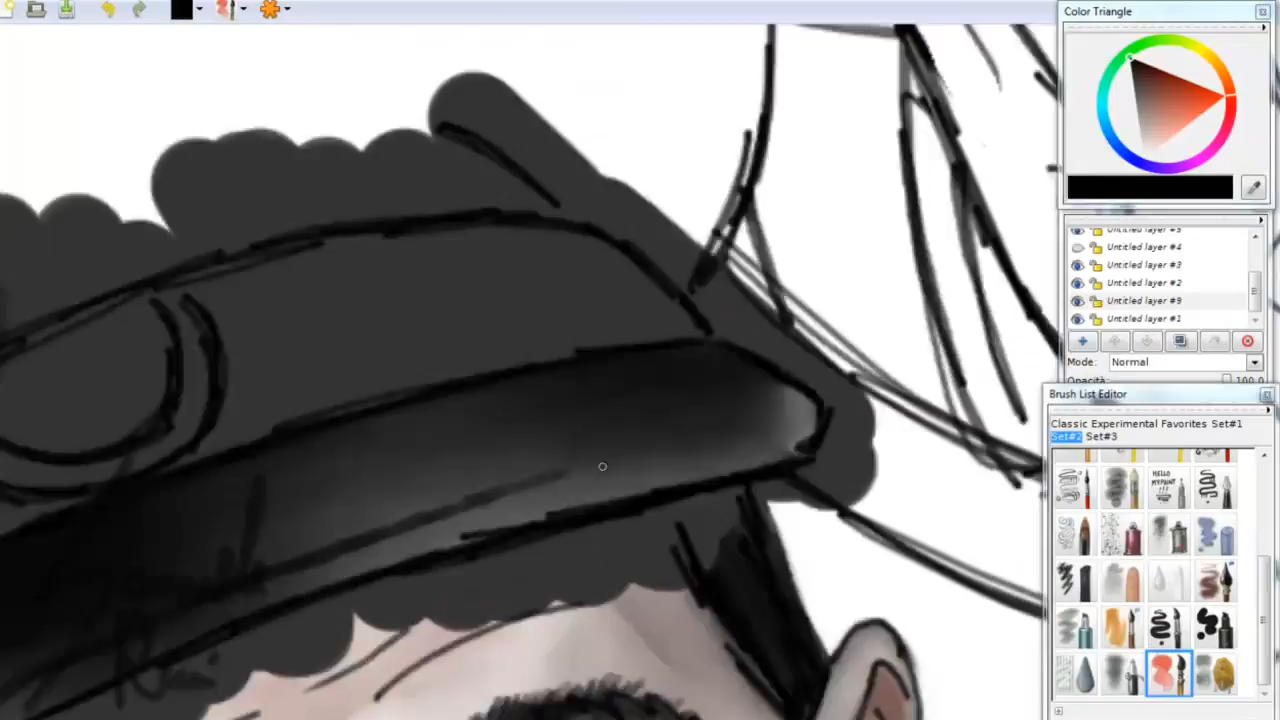 Color Triangle
Untitled layer #5
Untitled layer #4
Untitled layer #3
Untitled layer #2
Untitled layer #9
Untitled layer #1
Mode: Normal
Opacità: 100.0
Brush List Editor
Classic Experimental Favorites Set#1
Set#2 Set#3
HELLO
MYPAINT